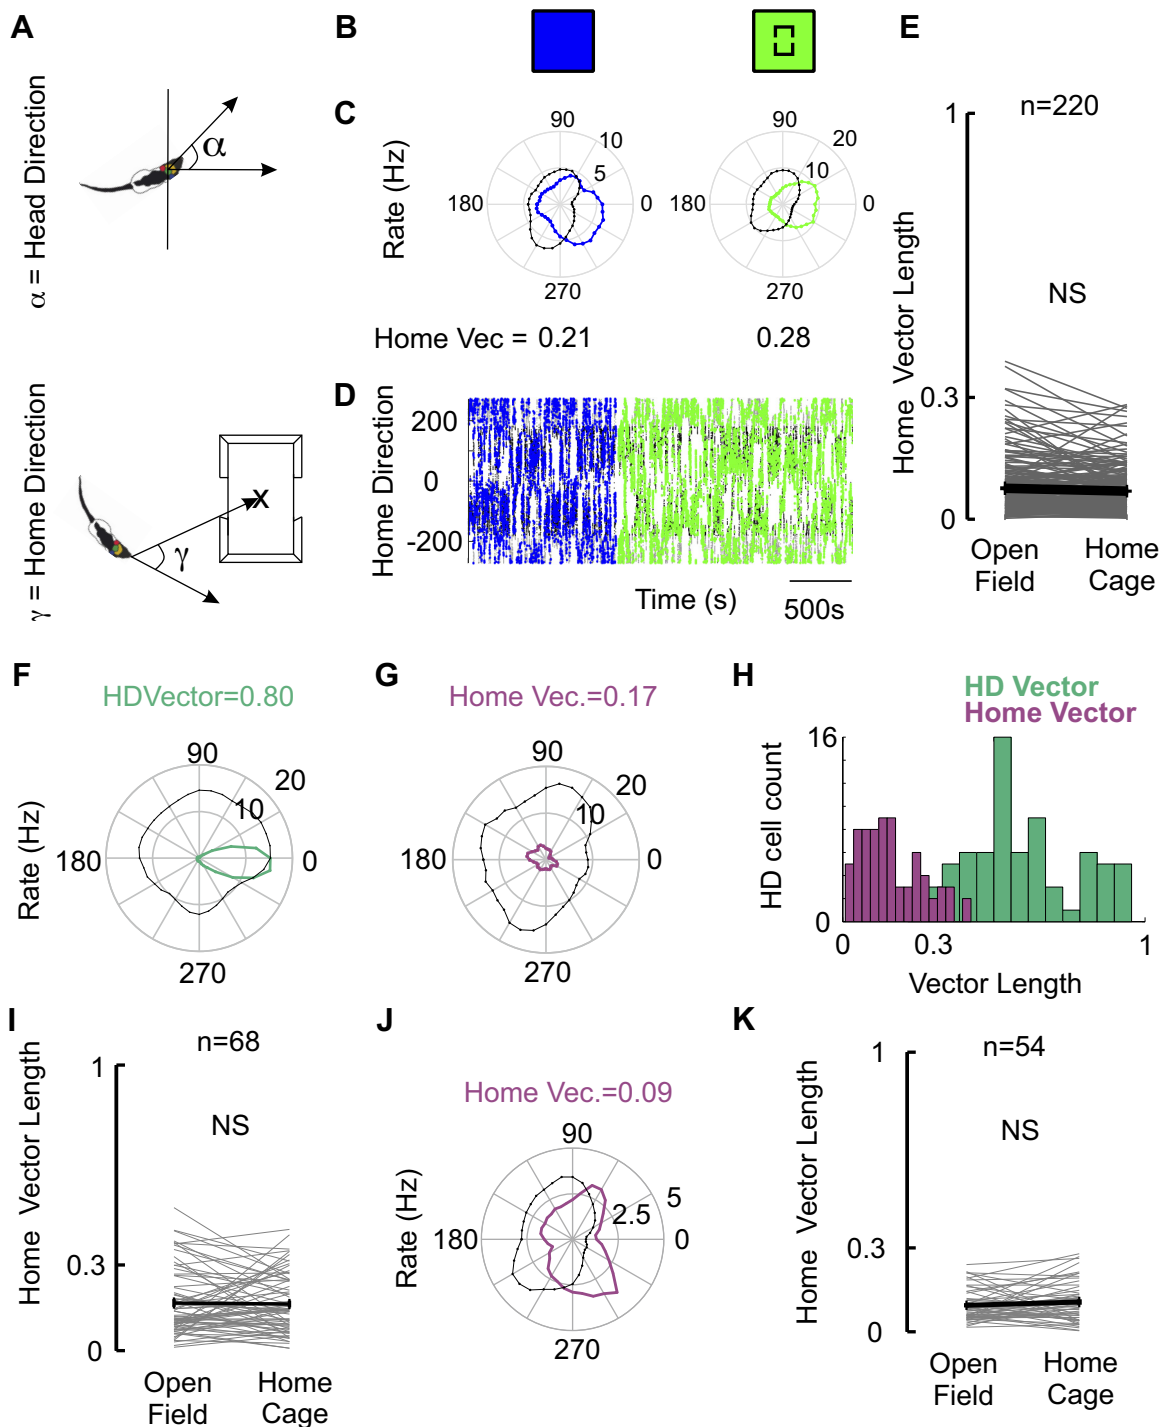 A
α = Head Direction
α
γ = Home Direction
X
γ
B
C
Rate (Hz)
90
10
5
180
0
270
90
20
10
180
0
270
Home Vec = 0.21
0.28
D
Home Direction
200
0
-200
Time (s)
500s
E
n=220
Home Vector Length
1
NS
0.3
0
Open
Field
Home
Cage
F
HDVector=0.80
Rate (Hz)
90
20
10
180
0
270
G
Home Vec.=0.17
90
20
10
180
0
270
H
HD Vector
Home Vector
HD cell count
16
0
0
0.3
1
Vector Length
I
n=68
Home Vector Length
1
NS
0.3
0
Open
Field
Home
Cage
J
Home Vec.=0.09
Rate (Hz)
90
5
2.5
180
0
270
K
n=54
Home Vector Length
1
NS
0.3
0
Open
Field
Home
Cage